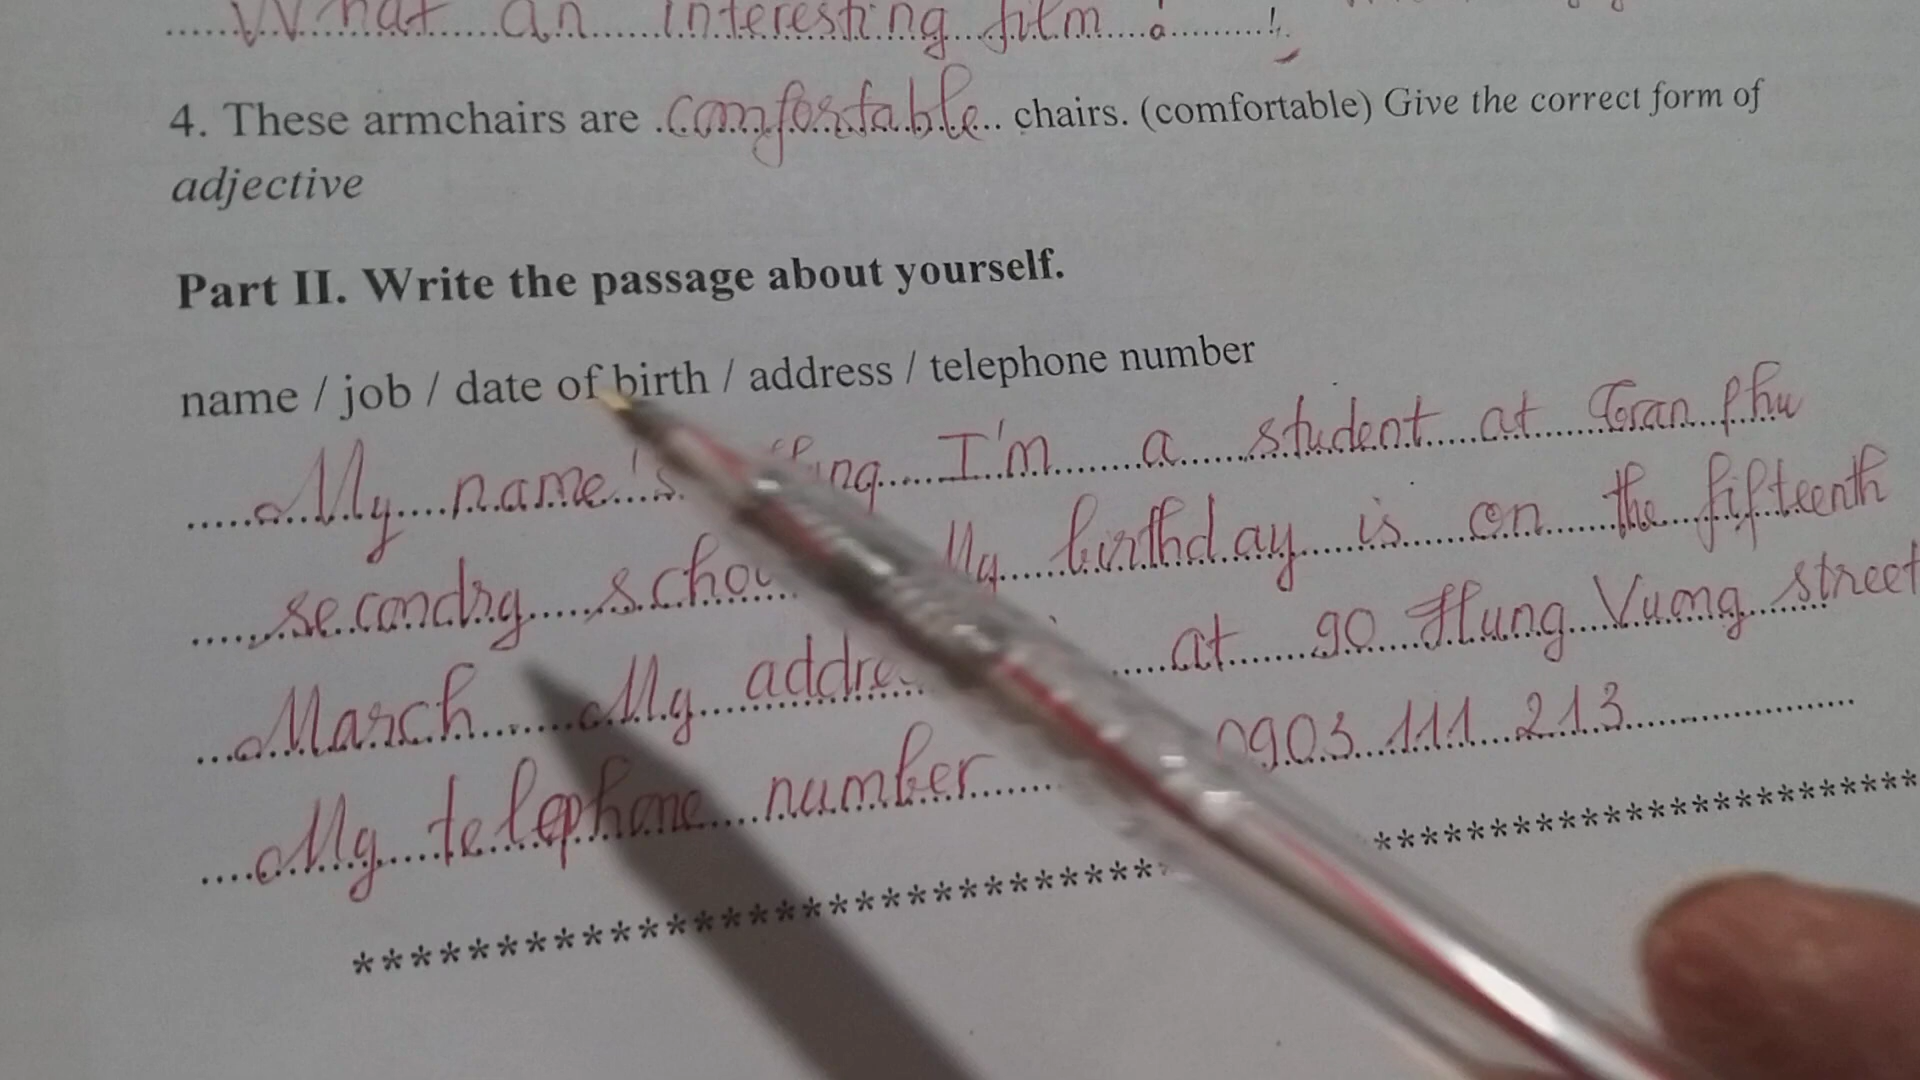 What an interesting film !
4. These armchairs are comfortable chairs. (comfortable) Give the correct form of
adjective
Part II. Write the passage about yourself.
name / job / date of birth / address / telephone number
My name's I'm a student at Tran Phu
secondry My birthday is on the fifteenth
March My at 90 Hung Vuong street
My telephone number 0903 111 213
****************************** *********************